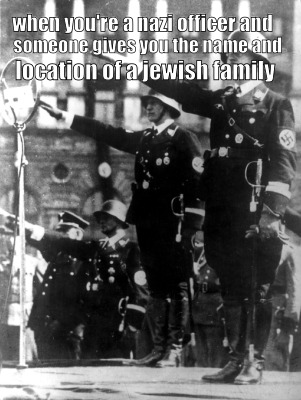 when you're a nazi officer and
someone gives you the name and
location of a jewish family